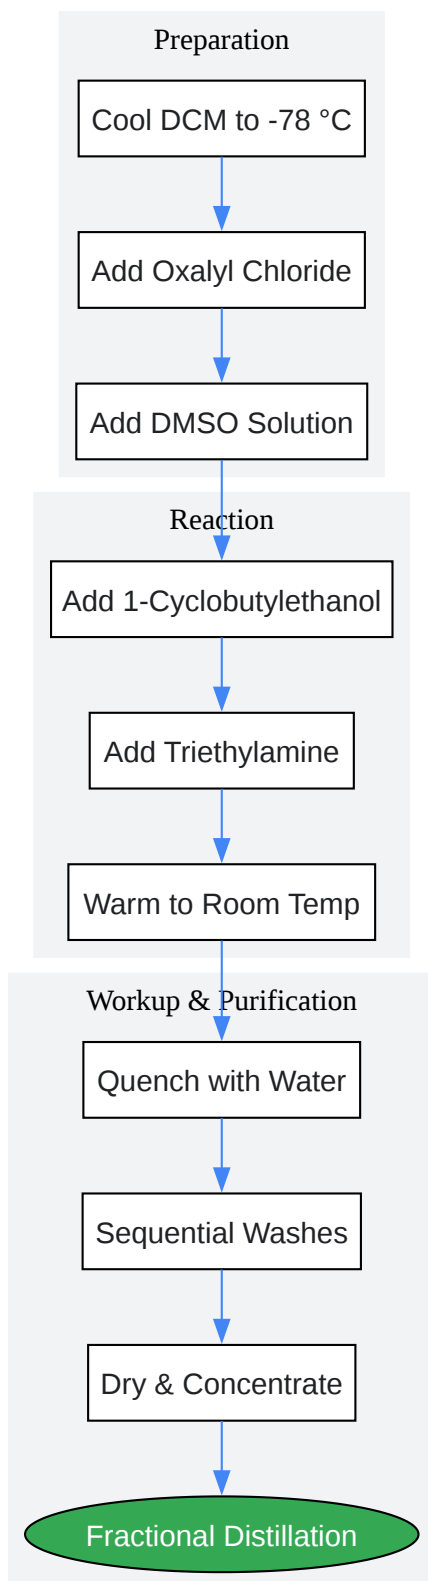 Preparation
Cool DCM to -78 °C
Add Oxalyl Chloride
Add DMSO Solution
Reaction
Add 1-Cyclobutylethanol
Add Triethylamine
Warm to Room Temp
Workup & Purification
Quench with Water
Sequential Washes
Dry & Concentrate
Fractional Distillation